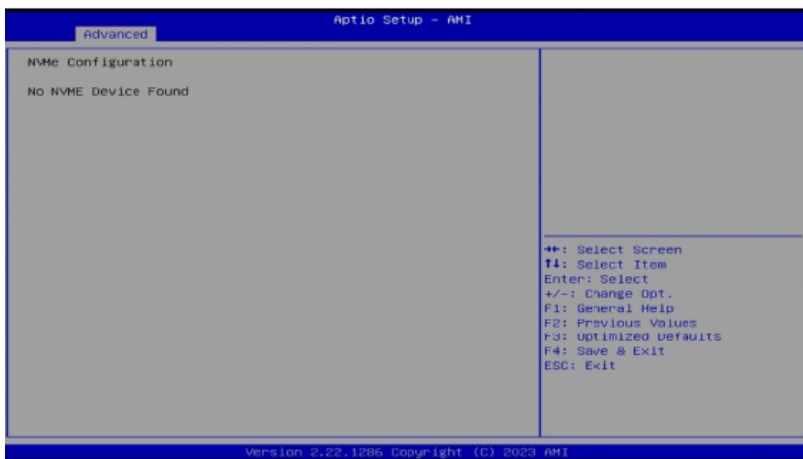 Aptio Setup - AMI
Advanced
NVMe Configuration
No NVME Device Found
→←: Select Screen
↑↓: Select Item
Enter: Select
+/-: Change Opt.
F1: General Help
F2: Previous Values
F3: Optimized Defaults
F4: Save & Exit
ESC: Exit
Version 2.22.1286 Copyright (C) 2023 AMI